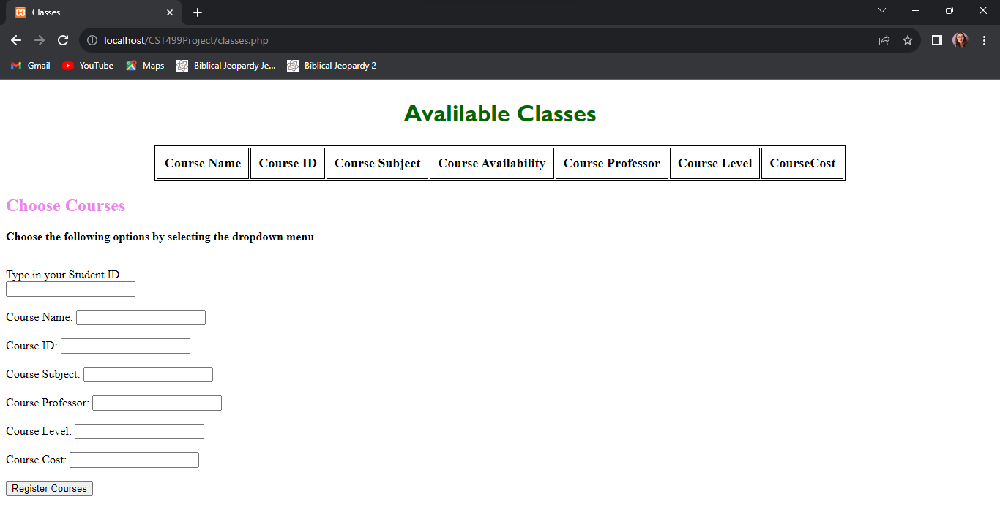 Classes
localhost/CST499Project/classes.php
Gmail YouTube Maps Biblical Jeopardy Je... Biblical Jeopardy 2
Avalilable Classes
Course Name Course ID Course Subject Course Availability Course Professor Course Level CourseCost
Choose Courses
Choose the following options by selecting the dropdown menu
Type in your Student ID
Course Name:
Course ID:
Course Subject:
Course Professor:
Course Level:
Course Cost:
Register Courses